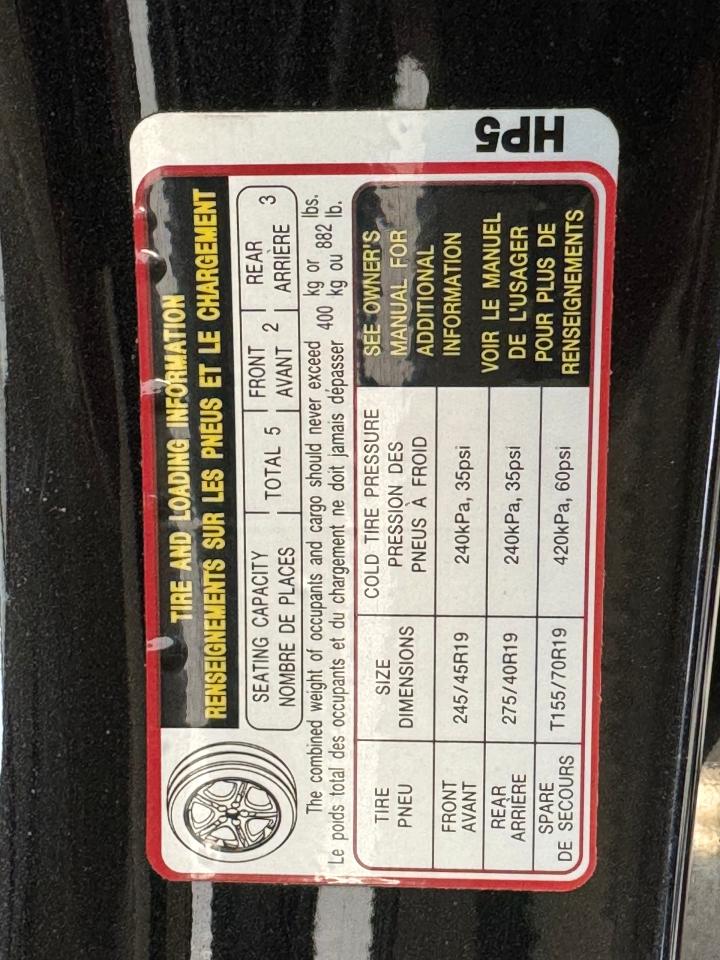 TIRE AND LOADING INFORMATION
RENSEIGNEMENTS SUR LES PNEUS ET LE CHARGEMENT
SEATING CAPACITY
NOMBRE DE PLACES
TOTAL 5
FRONT
AVANT 2
REAR
ARRIÈRE 3
The combined weight of occupants and cargo should never exceed 400 kg or 882 lbs.
Le poids total des occupants et du chargement ne doit jamais dépasser 400 kg ou 882 lb.
TIRE
PNEU
SIZE
DIMENSIONS
COLD TIRE PRESSURE
PRESSION DES
PNEUS À FROID
FRONT
AVANT
245/45R19
240kPa, 35psi
REAR
ARRIÈRE
275/40R19
240kPa, 35psi
SPARE
DE SECOURS
T155/70R19
420kPa, 60psi
SEE OWNER'S
MANUAL FOR
ADDITIONAL
INFORMATION
VOIR LE MANUEL
DE L'USAGER
POUR PLUS DE
RENSEIGNEMENTS
HP5